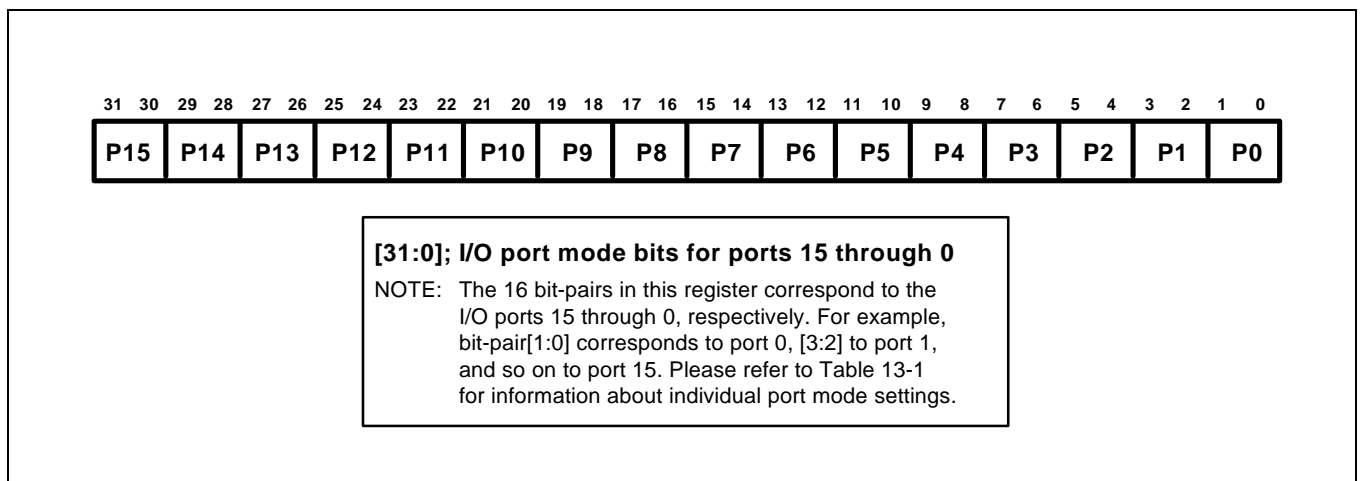 31 30 29 28 27 26 25 24 23 22 21 20 19 18 17 16 15 14 13 12 11 10 9 8 7 6 5 4 3 2 1 0
P15 P14 P13 P12 P11 P10 P9 P8 P7 P6 P5 P4 P3 P2 P1 P0
[31:0]; I/O port mode bits for ports 15 through 0
NOTE: The 16 bit-pairs in this register correspond to the
I/O ports 15 through 0, respectively. For example,
bit-pair[1:0] corresponds to port 0, [3:2] to port 1,
and so on to port 15. Please refer to Table 13-1
for information about individual port mode settings.